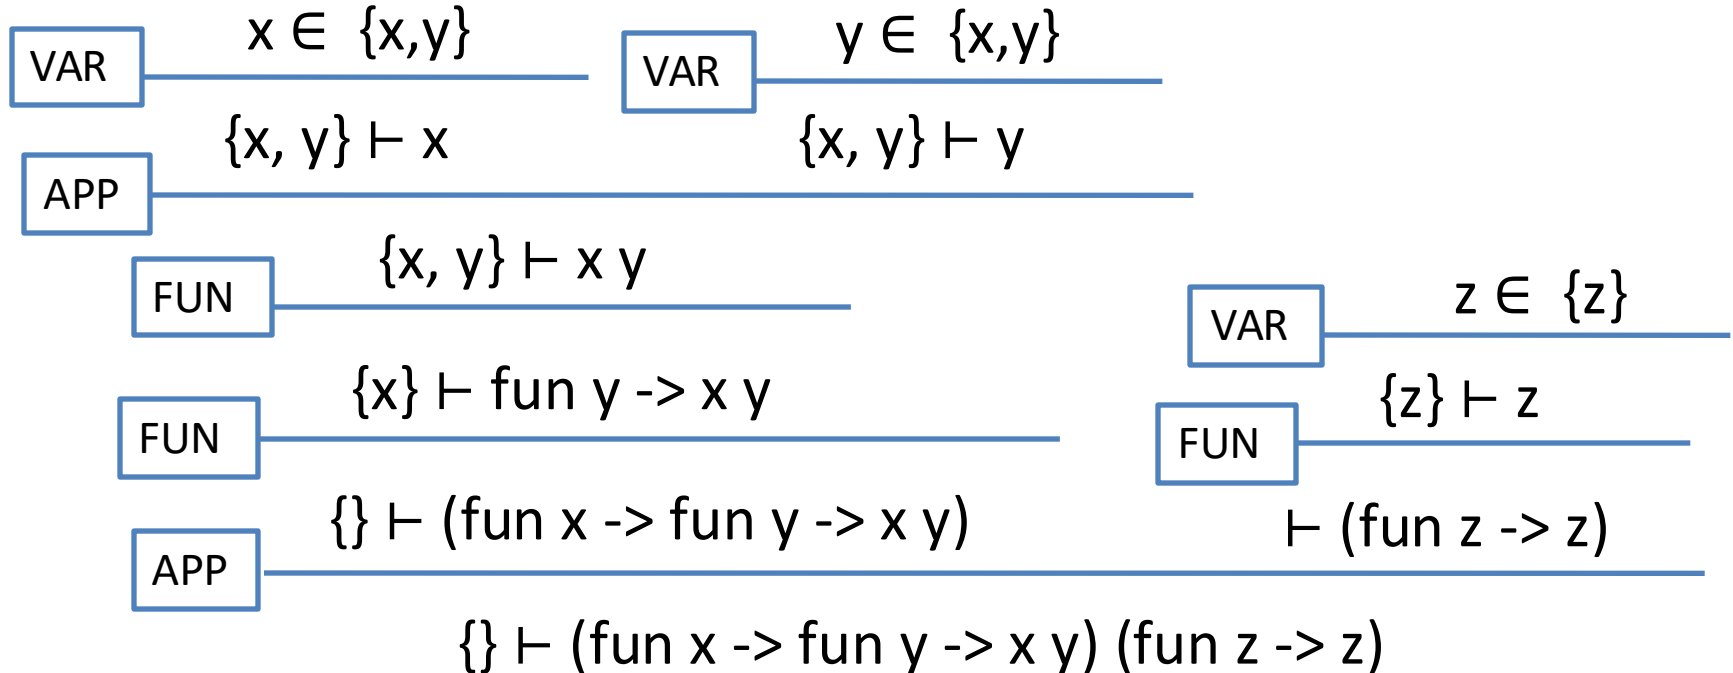 x ∈ {x,y} y ∈ {x,y}
VAR VAR
{x, y} ⊢ x {x, y} ⊢ y
APP
{x, y} ⊢ x y
FUN z ∈ {z}
VAR
{x} ⊢ fun y -> x y {z} ⊢ z
FUN FUN
{} ⊢ (fun x -> fun y -> x y) ⊢ (fun z -> z)
APP
{} ⊢ (fun x -> fun y -> x y) (fun z -> z)